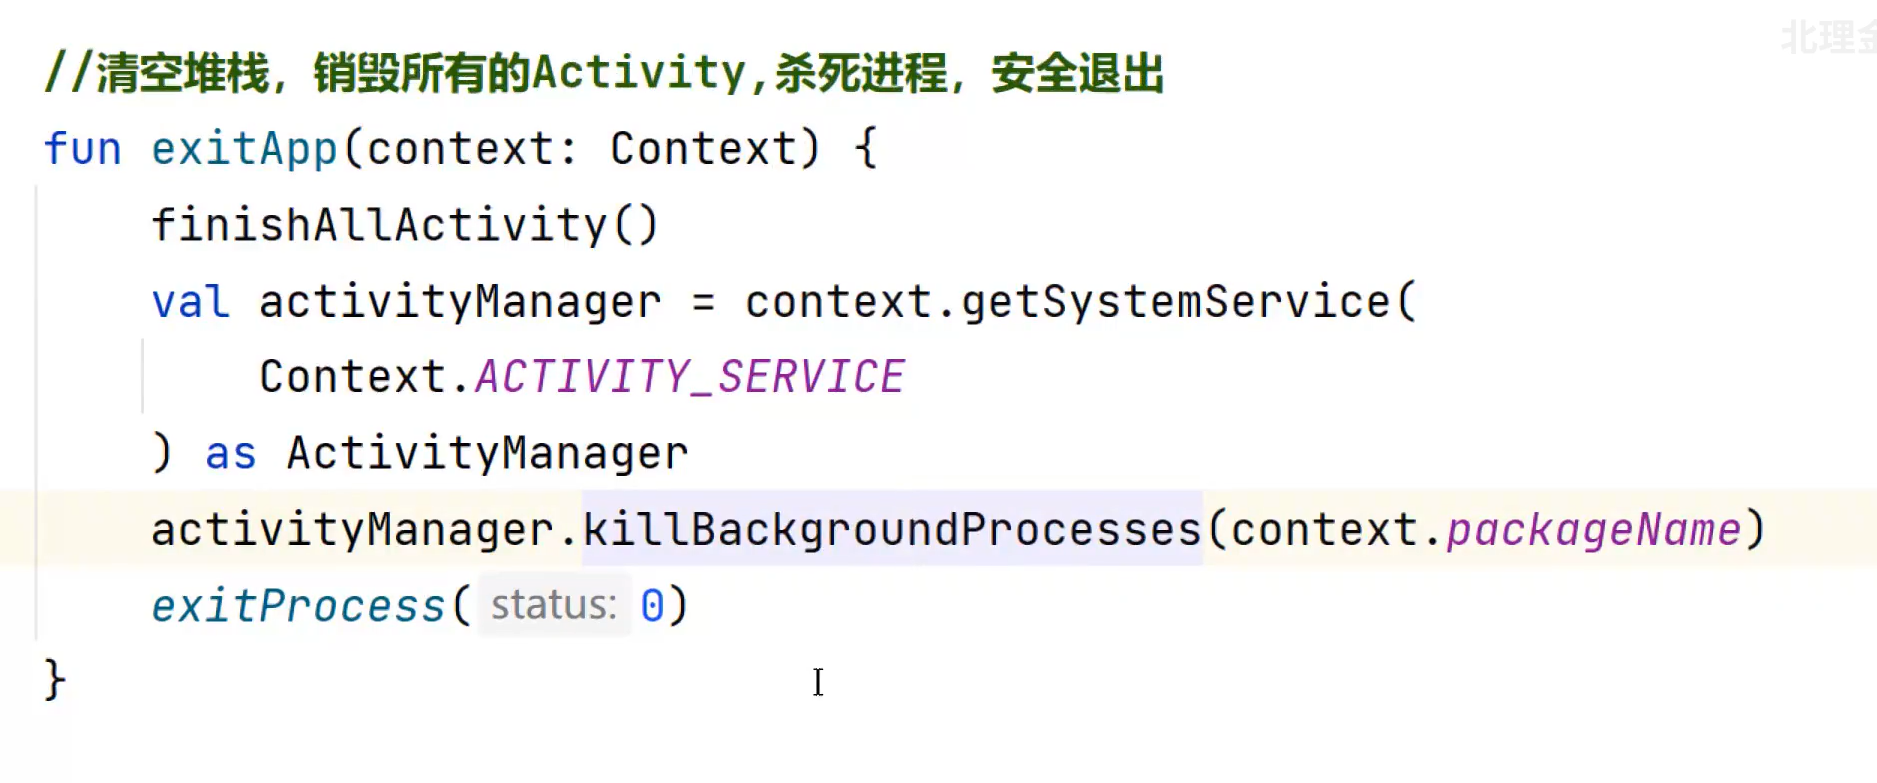 北理金
//清空堆栈，销毁所有的Activity,杀死进程，安全退出
fun exitApp(context: Context) {
    finishAllActivity()
    val activityManager = context.getSystemService(
        Context.ACTIVITY_SERVICE
    ) as ActivityManager
    activityManager.killBackgroundProcesses(context.packageName)
    exitProcess( status: 0)
}